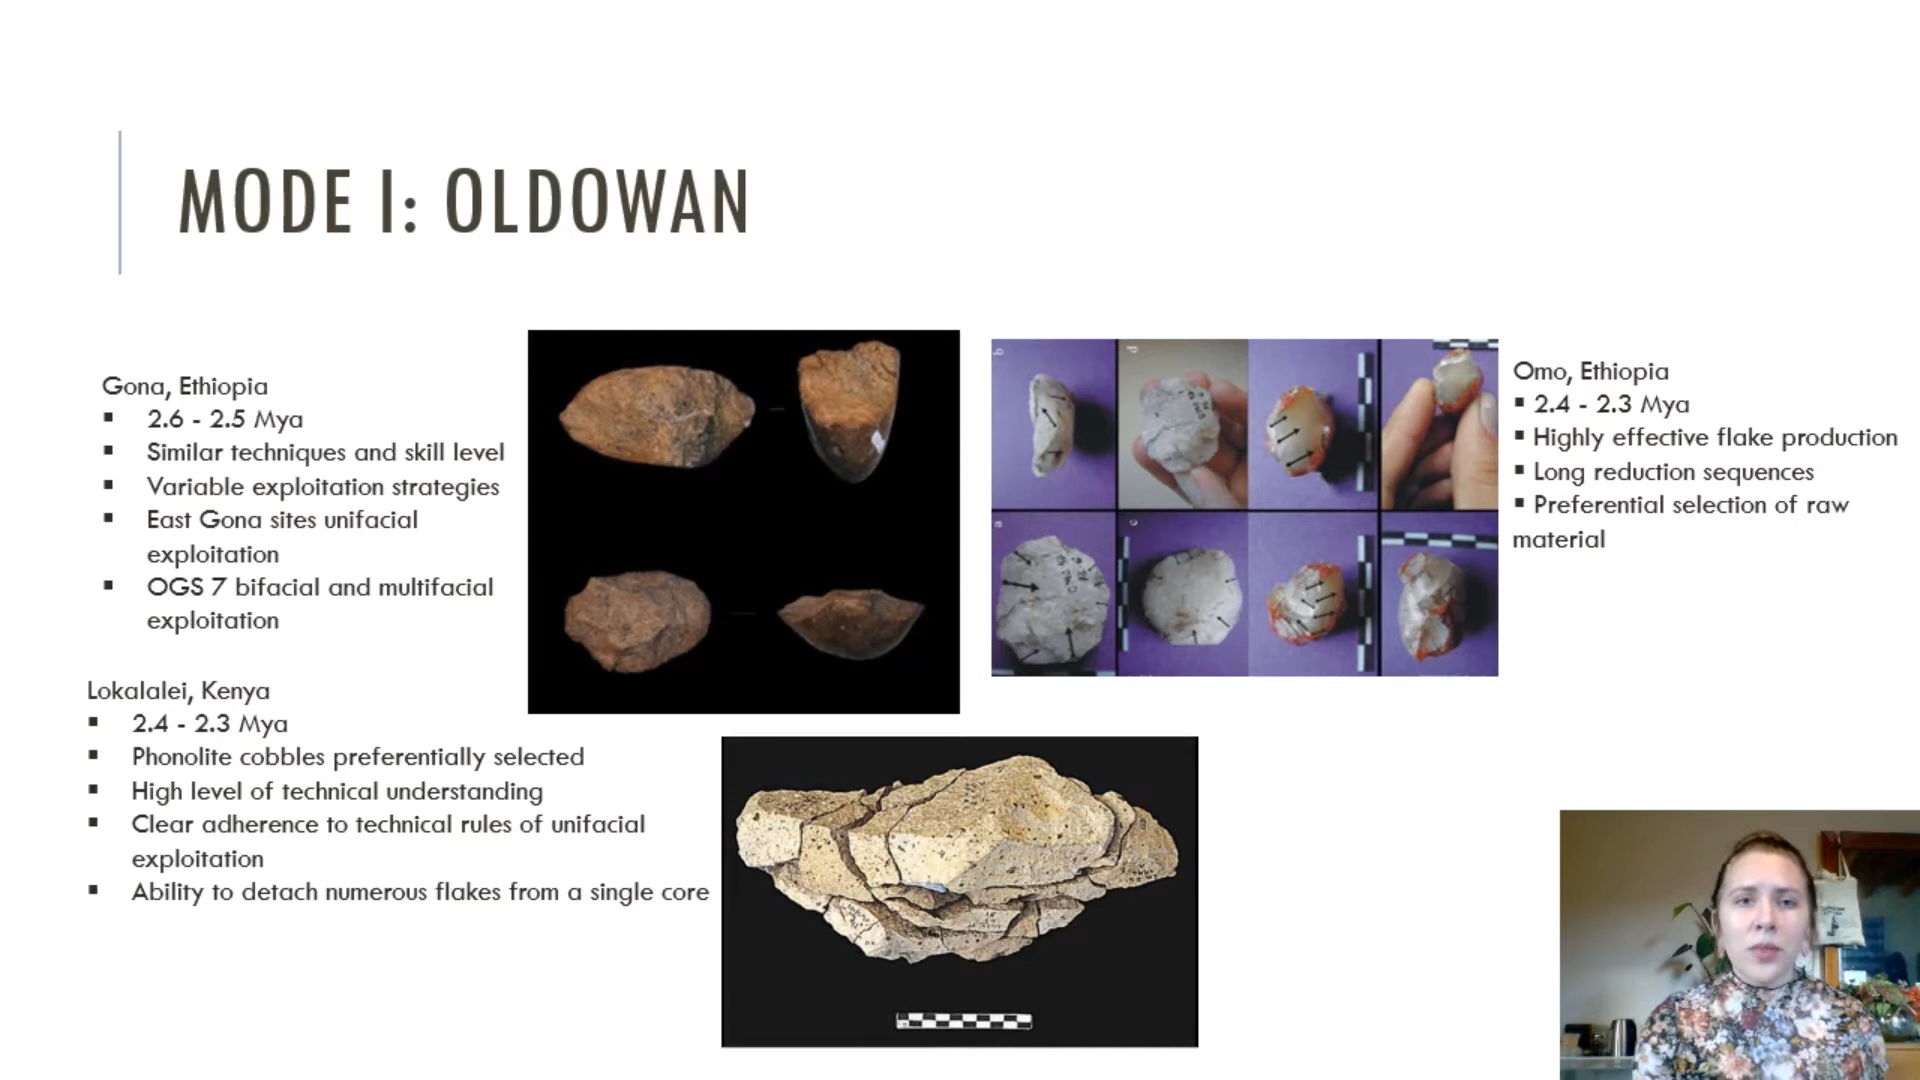 MODE I: OLDOWAN
Gona, Ethiopia
▪ 2.6 - 2.5 Mya
▪ Similar techniques and skill level
▪ Variable exploitation strategies
▪ East Gona sites unifacial
exploitation
▪ OGS 7 bifacial and multifacial
exploitation
Lokalalei, Kenya
▪ 2.4 - 2.3 Mya
▪ Phonolite cobbles preferentially selected
▪ High level of technical understanding
▪ Clear adherence to technical rules of unifacial
exploitation
▪ Ability to detach numerous flakes from a single core
b
d
a
c
Omo, Ethiopia
▪ 2.4 - 2.3 Mya
▪ Highly effective flake production
▪ Long reduction sequences
▪ Preferential selection of raw
material